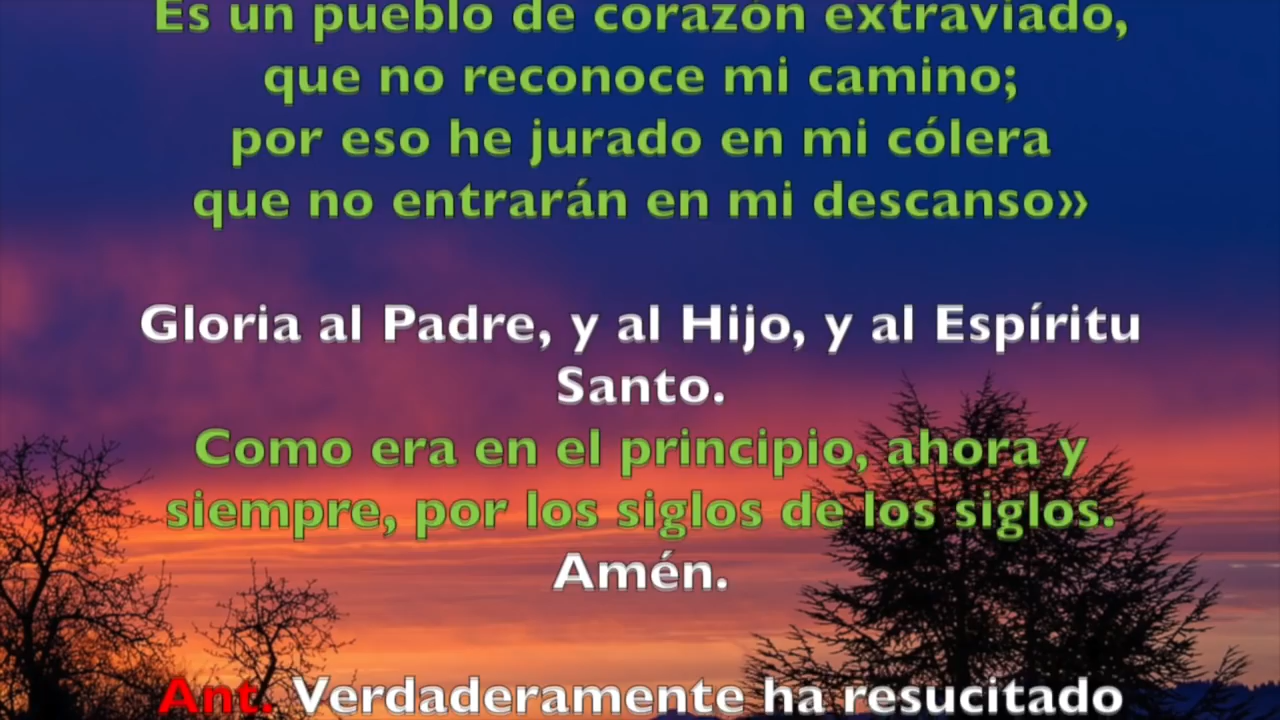 Es un pueblo de corazón extraviado,
que no reconoce mi camino;
por eso he jurado en mi cólera
que no entrarán en mi descanso»
Gloria al Padre, y al Hijo, y al Espíritu
Santo.
Como era en el principio, ahora y
siempre, por los siglos de los siglos.
Amén.
Ant. Verdaderamente ha resucitado